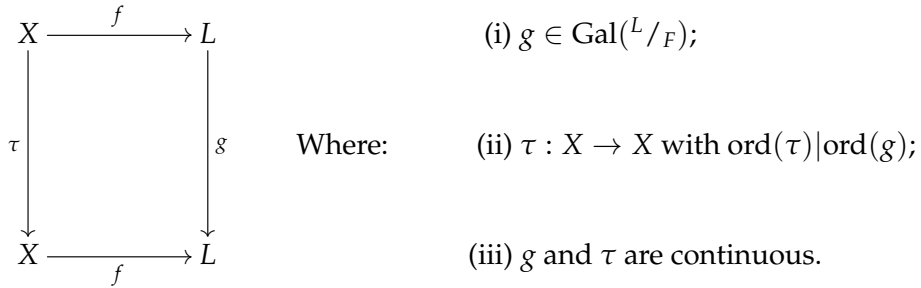 f
X L (i) g ∈ Gal(ᴸ/F);
τ g Where: (ii) τ : X → X with ord(τ)|ord(g);
X L (iii) g and τ are continuous.
f